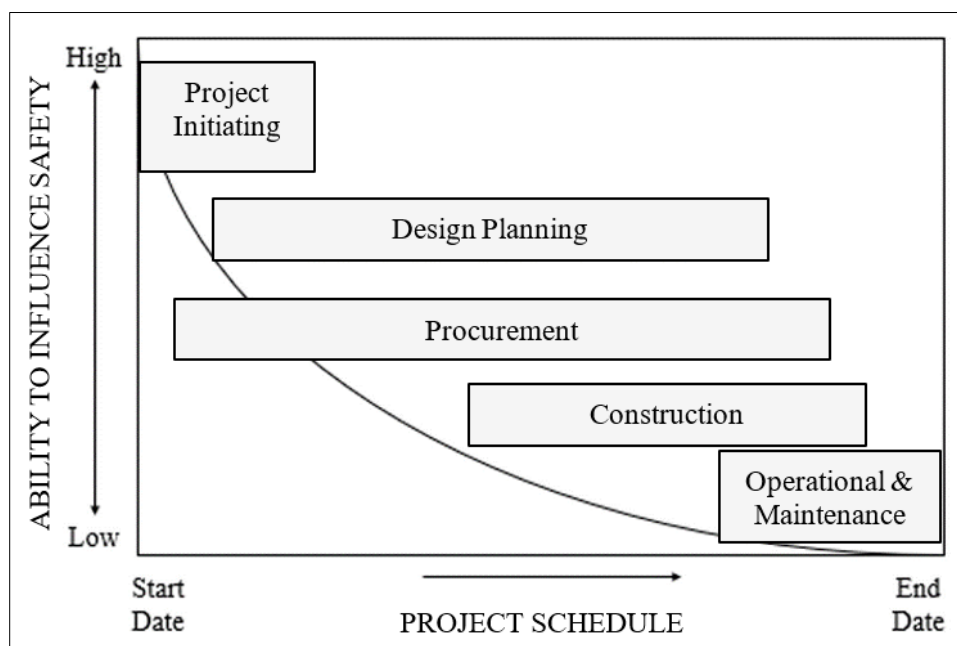 High
Project
Initiating
Design Planning
Procurement
Construction
Operational &
Maintenance
ABILITY TO INFLUENCE SAFETY
Low
Start
Date
PROJECT SCHEDULE
End
Date